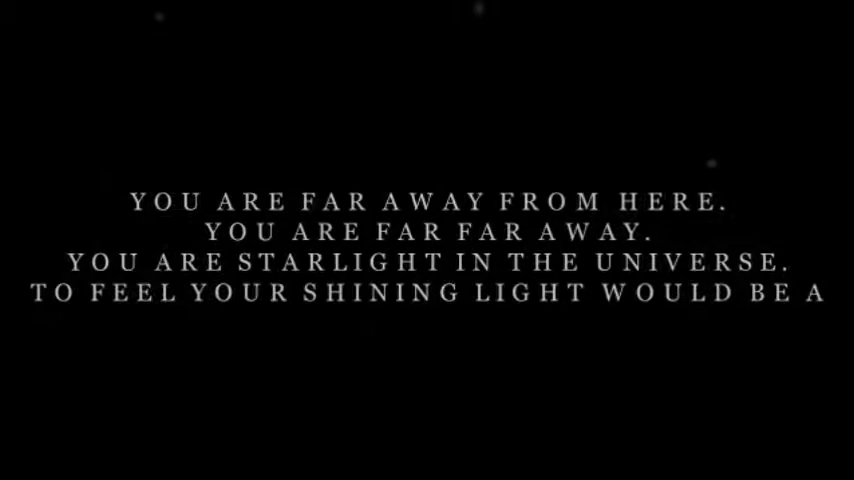 YOU ARE FAR AWAY FROM HERE.
YOU ARE FAR FAR AWAY.
YOU ARE STARLIGHT IN THE UNIVERSE.
TO FEEL YOUR SHINING LIGHT WOULD BE A